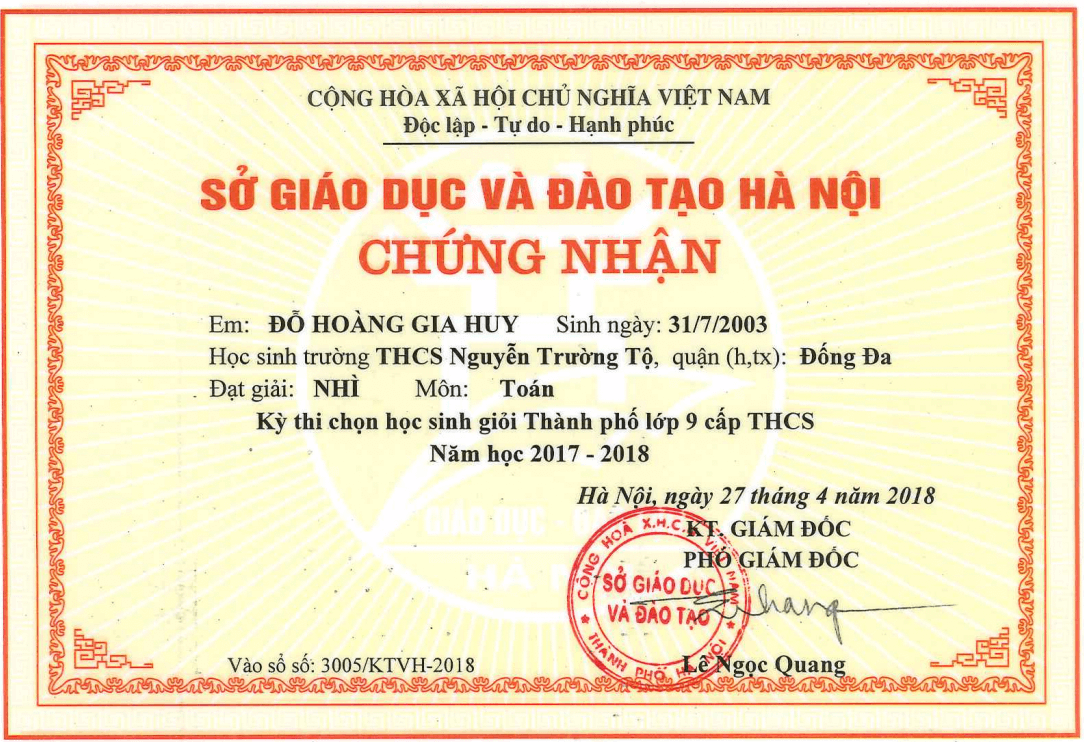 CỘNG HÒA XÃ HỘI CHỦ NGHĨA VIỆT NAM
Độc lập - Tự do - Hạnh phúc
SỞ GIÁO DỤC VÀ ĐÀO TẠO HÀ NỘI
CHỨNG NHẬN
Em: ĐỖ HOÀNG GIA HUY Sinh ngày: 31/7/2003
Học sinh trường THCS Nguyễn Trường Tộ, quận (h,tx): Đống Đa
Đạt giải: NHÌ Môn: Toán
Kỳ thi chọn học sinh giỏi Thành phố lớp 9 cấp THCS
Năm học 2017 - 2018
Hà Nội, ngày 27 tháng 4 năm 2018
KT. GIÁM ĐỐC
PHÓ GIÁM ĐỐC
CỘNG HOÀ X.H.C.N VIỆT NAM
SỞ GIÁO DỤC
VÀ ĐÀO TẠO
THÀNH PHỐ HÀ NỘI
Lê Ngọc Quang
Vào sổ số: 3005/KTVH-2018
GIÁO DỤC -
HÀ